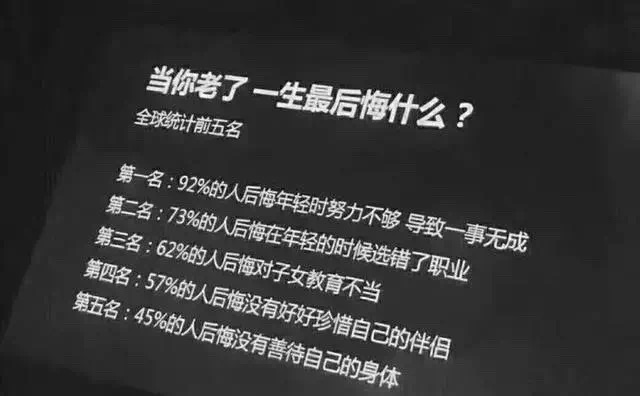 当你老了 一生最后悔什么？
全球统计前五名
第一名：92%的人后悔年轻时努力不够 导致一事无成
第二名：73%的人后悔在年轻的时候选错了职业
第三名：62%的人后悔对子女教育不当
第四名：57%的人后悔没有好好珍惜自己的伴侣
第五名：45%的人后悔没有善待自己的身体